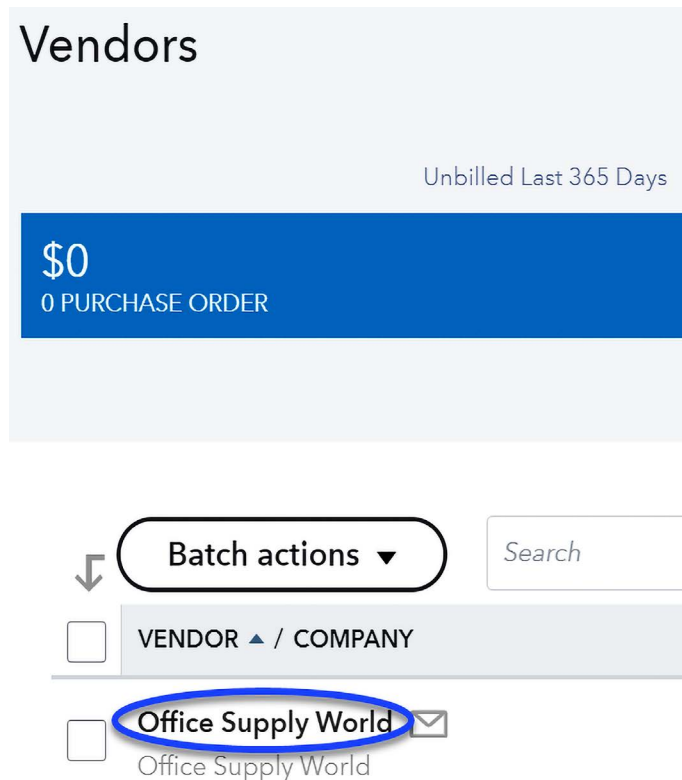 Vendors
Unbilled Last 365 Days
$0
0 PURCHASE ORDER
Batch actions
Search
VENDOR / COMPANY
Office Supply World
Office Supply World